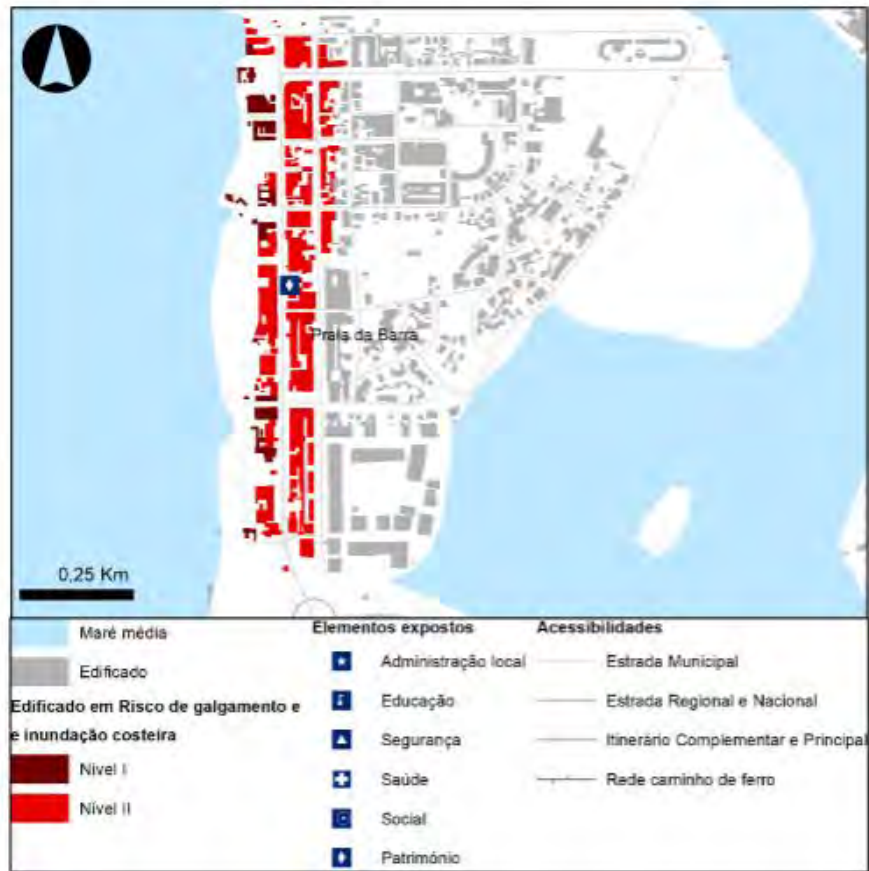 Praia da Barra
0,25 Km
Maré média
Edificado
Edificado em Risco de galgamento e
e inundação costeira
Nível I
Nível II
Elementos expostos
Administração local
Educação
Segurança
Saúde
Social
Património
Acessibilidades
Estrada Municipal
Estrada Regional e Nacional
Itinerário Complementar e Principal
Rede caminho de ferro